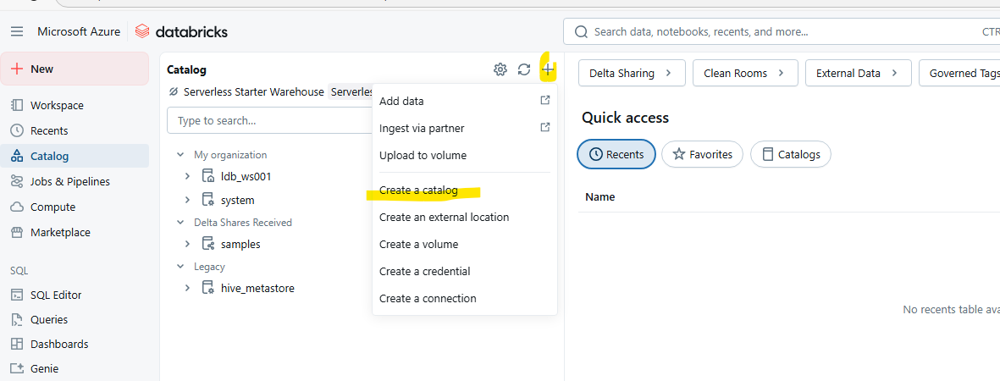 Microsoft Azure databricks Search data, notebooks, recents, and more... CTR
New
Workspace
Recents
Catalog
Jobs & Pipelines
Compute
Marketplace
SQL
SQL Editor
Queries
Dashboards
Genie
Catalog
Serverless Starter Warehouse Serverles
Type to search...
My organization
ldb_ws001
system
Delta Shares Received
samples
Legacy
hive_metastore
Add data
Ingest via partner
Upload to volume
Create a catalog
Create an external location
Create a volume
Create a credential
Create a connection
Delta Sharing Clean Rooms External Data Governed Tags
Quick access
Recents Favorites Catalogs
Name
No recents table ava